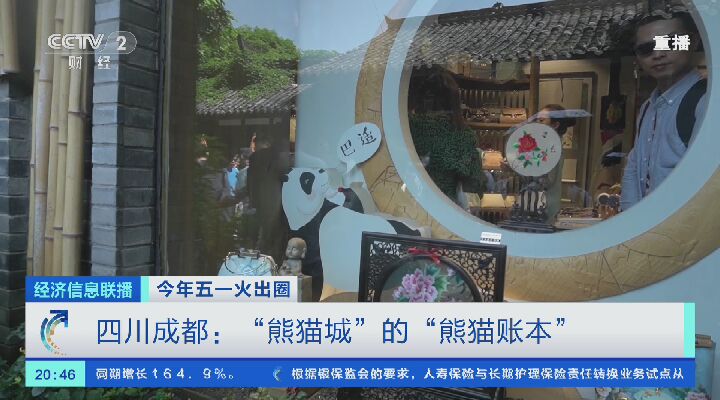 CCTV 2
财经
重播
巴适
经济信息联播
今年五一火出圈
四川成都：“熊猫城”的“熊猫账本”
20:46
同期增长164.9%。
根据银保监会的要求，人寿保险与长期护理保险责任转换业务试点从